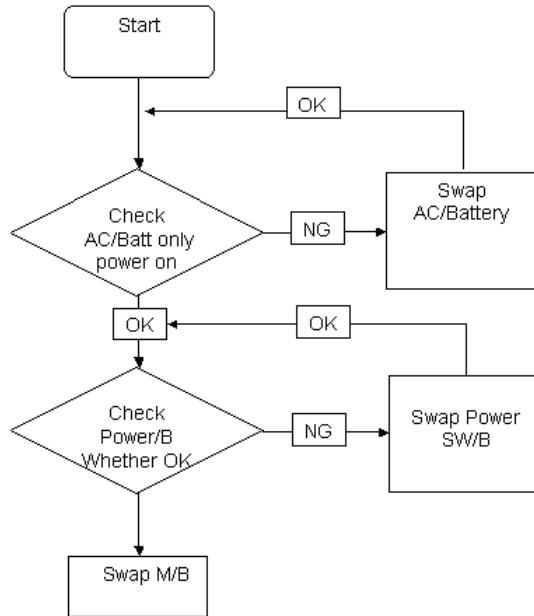 Start
OK
Check
AC/Batt only
power on
NG
Swap
AC/Battery
OK
OK
Check
Power/B
Whether OK
NG
Swap Power
SW/B
Swap M/B